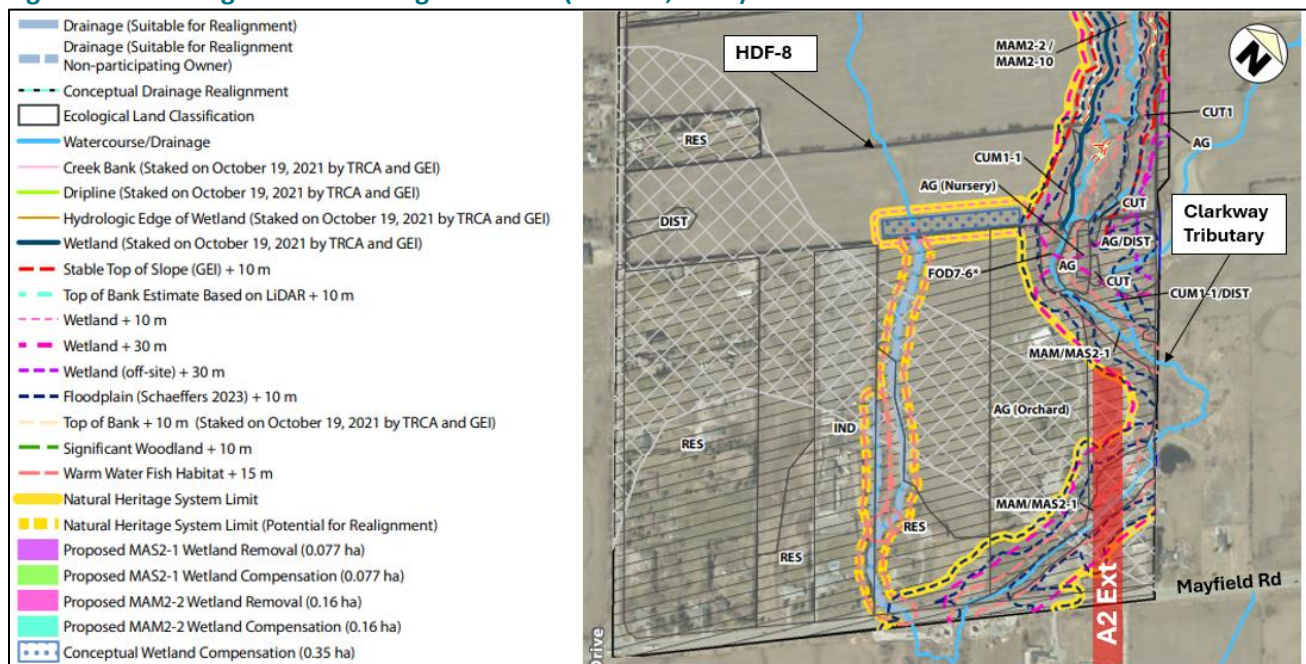 Drainage (Suitable for Realignment)
Drainage (Suitable for Realignment
Non-participating Owner)
Conceptual Drainage Realignment
Ecological Land Classification
Watercourse/Drainage
Creek Bank (Staked on October 19, 2021 by TRCA and GEI)
Dripline (Staked on October 19, 2021 by TRCA and GEI)
Hydrologic Edge of Wetland (Staked on October 19, 2021 by TRCA and GEI)
Wetland (Staked on October 19, 2021 by TRCA and GEI)
Stable Top of Slope (GEI) + 10 m
Top of Bank Estimate Based on LiDAR + 10 m
Wetland + 10 m
Wetland + 30 m
Wetland (off-site) + 30 m
Floodplain (Schaeffers 2023) + 10 m
Top of Bank + 10 m (Staked on October 19, 2021 by TRCA and GEI)
Significant Woodland + 10 m
Warm Water Fish Habitat + 15 m
Natural Heritage System Limit
Natural Heritage System Limit (Potential for Realignment)
Proposed MAS2-1 Wetland Removal (0.077 ha)
Proposed MAS2-1 Wetland Compensation (0.077 ha)
Proposed MAM2-2 Wetland Removal (0.16 ha)
Proposed MAM2-2 Wetland Compensation (0.16 ha)
Conceptual Wetland Compensation (0.35 ha)
HDF-8
MAM2-2 /
MAM2-10
N
CUT1
AG
RES
CUM1-1
AG (Nursery)
CUT
Clarkway
Tributary
DIST
AG/DIST
AG
FOD7-6*
CUT
CUM1-1/DIST
MAM/MAS2-1
AG (Orchard)
IND
RES
MAM/MAS2-1
RES
RES
Mayfield Rd
A2 Ext
Drive